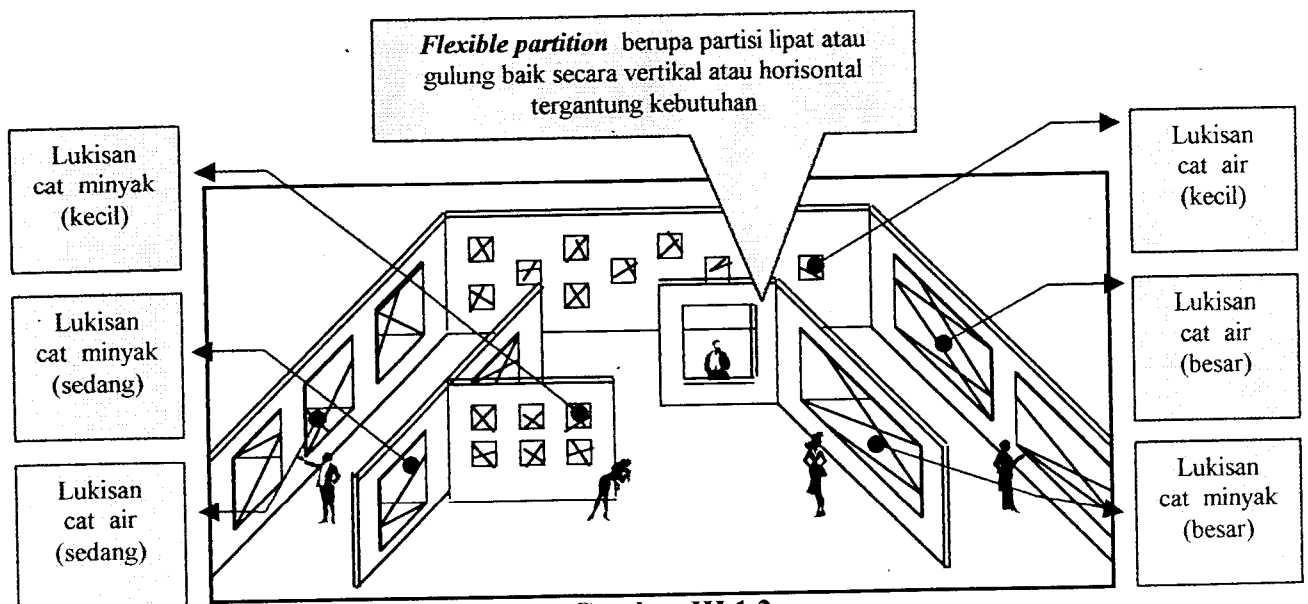 Flexible partition berupa partisi lipat atau
gulung baik secara vertikal atau horisontal
tergantung kebutuhan
Lukisan
cat minyak
(kecil)
Lukisan
cat minyak
(sedang)
Lukisan
cat air
(sedang)
Lukisan
cat air
(kecil)
Lukisan
cat air
(besar)
Lukisan
cat minyak
(besar)